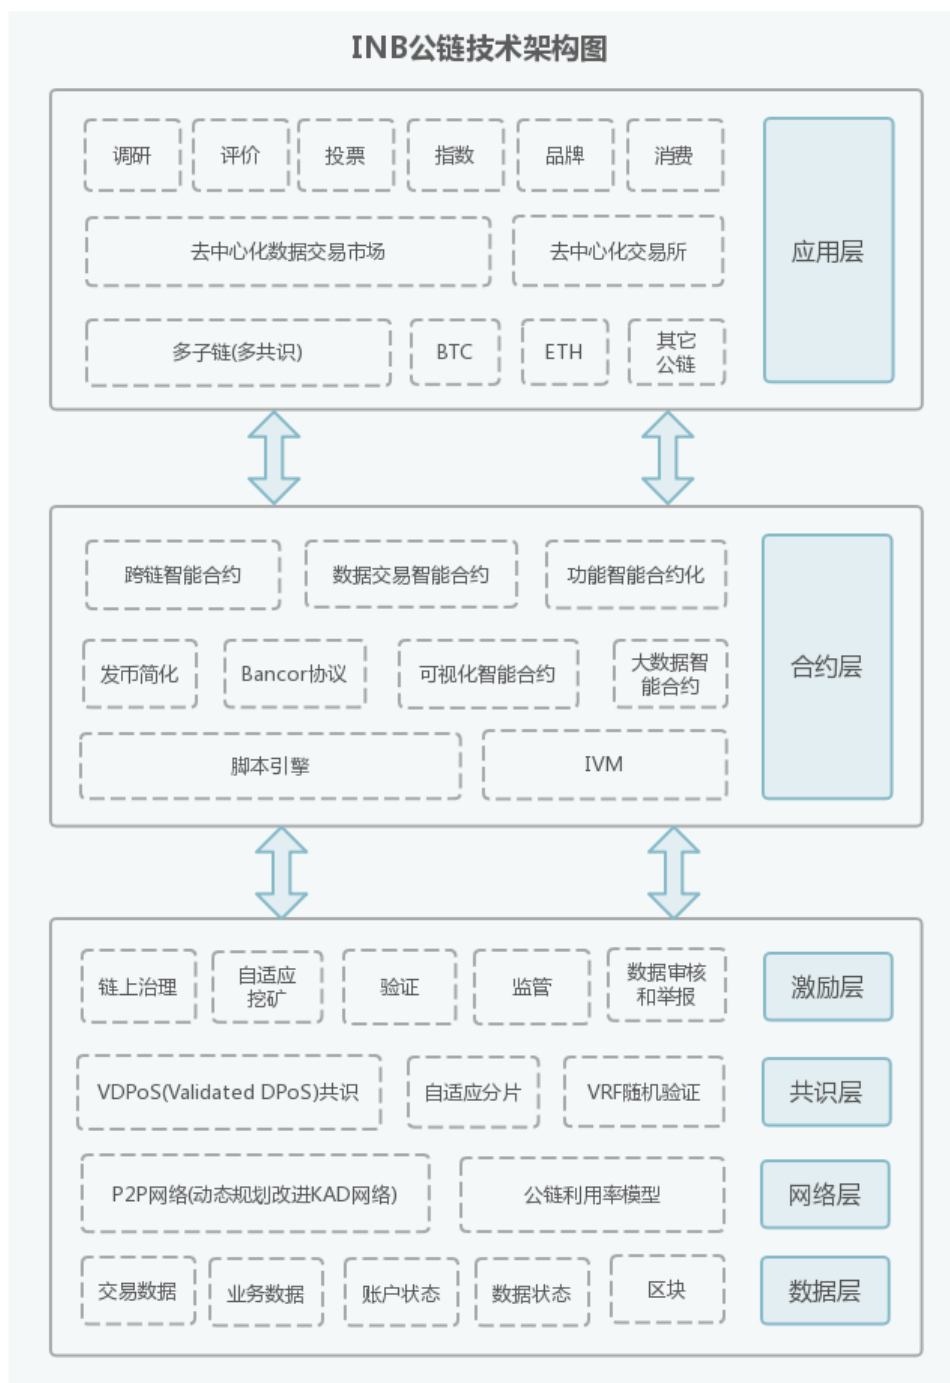 INB公链技术架构图
调研
评价
投票
指数
品牌
消费
去中心化数据交易市场
去中心化交易所
多子链(多共识)
BTC
ETH
其它
公链
应用层
跨链智能合约
数据交易智能合约
功能智能合约化
发币简化
Bancor协议
可视化智能合约
大数据智
能合约
脚本引擎
IVM
合约层
链上治理
自适应
挖矿
验证
监管
数据审核
和举报
激励层
VDPoS(Validated DPoS)共识
自适应分片
VRF随机验证
共识层
P2P网络(动态规划改进KAD网络)
公链利用率模型
网络层
交易数据
业务数据
账户状态
数据状态
区块
数据层